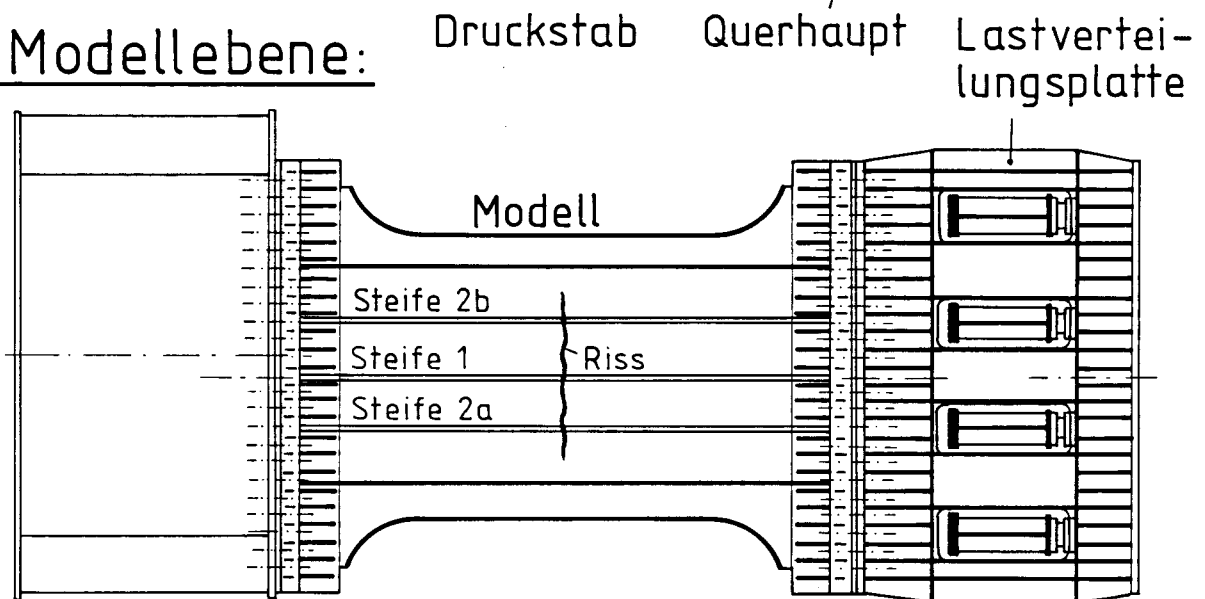 Modellebene:
Druckstab
Querhaupt
Lastvertei-
lungsplatte
Modell
Steife 2b
Steife 1
Riss
Steife 2a